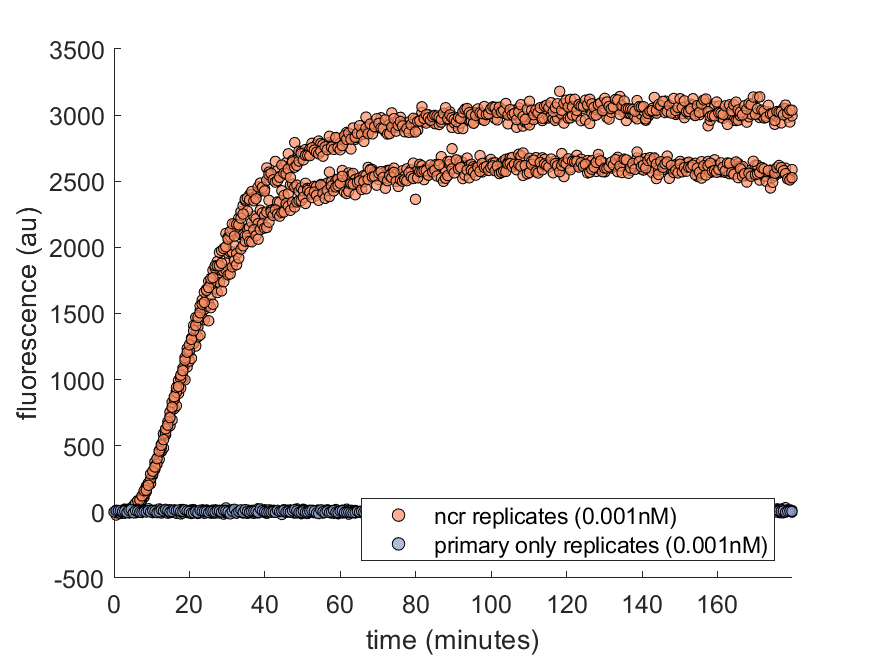 3500
3000
2500
2000
1500
1000
500
0
-500
fluorescence (au)
0 20 40 60 80 100 120 140 160
time (minutes)
ncr replicates (0.001nM)
primary only replicates (0.001nM)